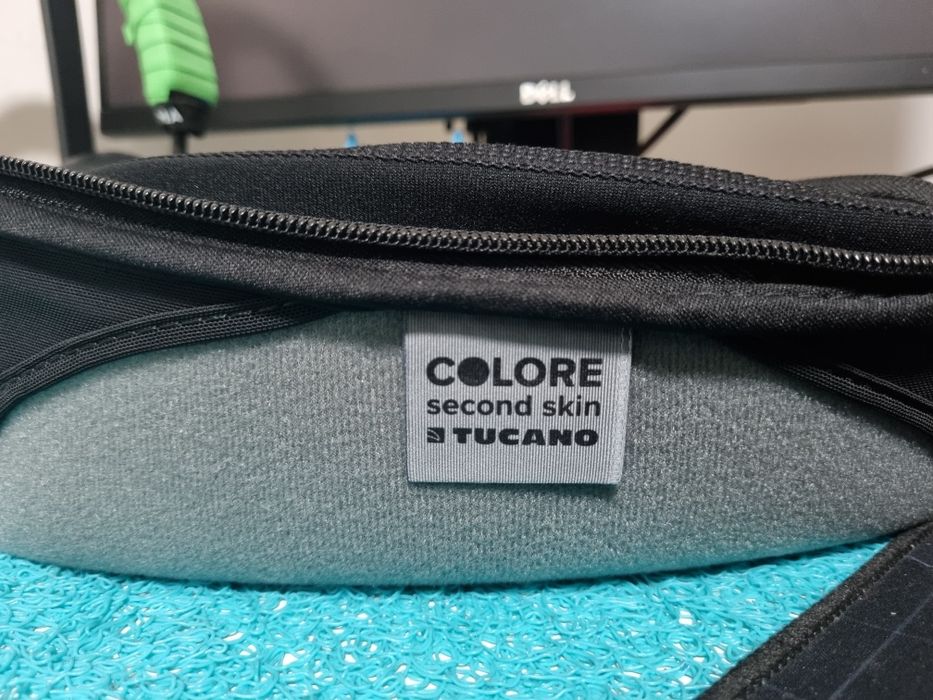 DELL
COLORE
second skin
TUCANO